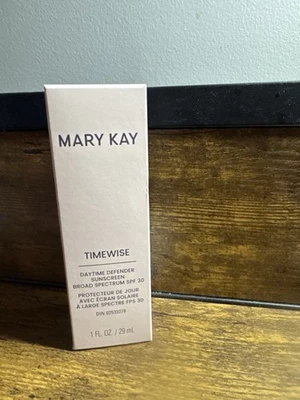 MARY KAY
TIMEWISE
DAYTIME DEFENDER
SUNSCREEN
BROAD SPECTRUM SPF 30
PROTECTEUR DE JOUR
AVEC ÉCRAN SOLAIRE
À LARGE SPECTRE FPS 30
DIN
1 FL. OZ. / 29 mL